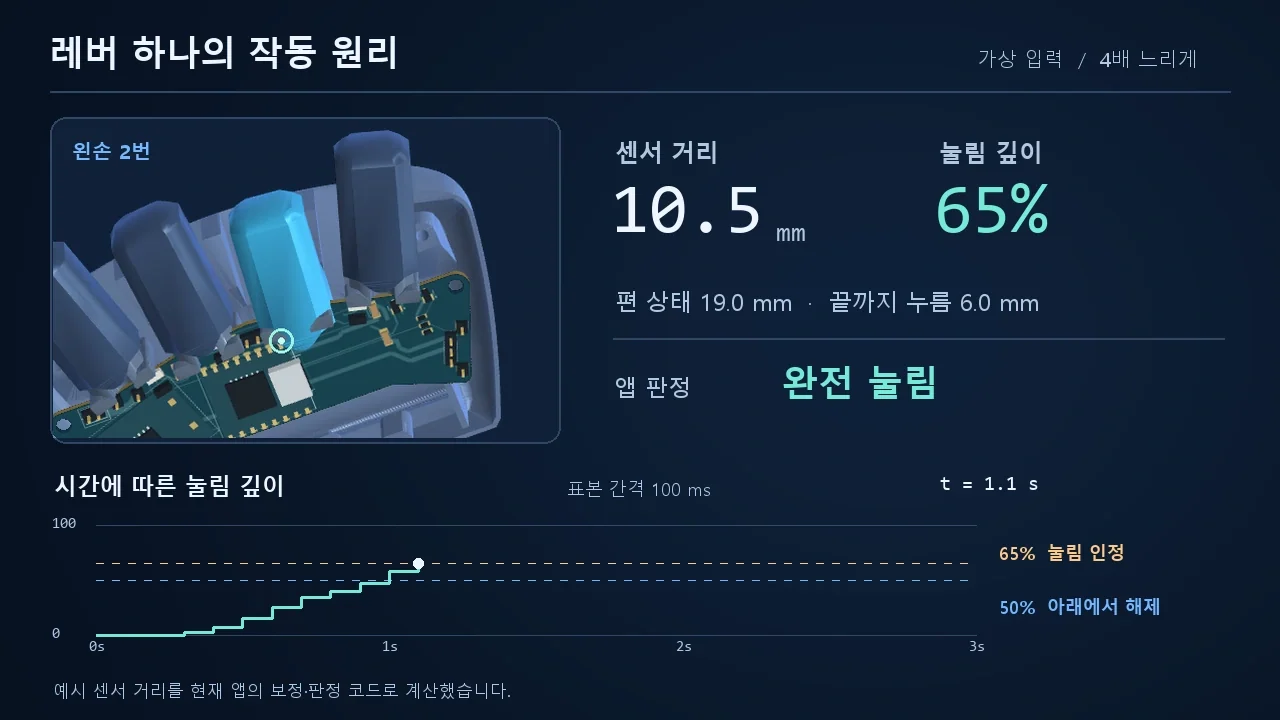 레버 하나의 작동 원리
가상 입력 / 4배 느리게
왼손 2번
센서 거리
눌림 깊이
10.5 mm
65%
편 상태 19.0 mm · 끝까지 누름 6.0 mm
앱 판정
완전 눌림
시간에 따른 눌림 깊이
표본 간격 100 ms
t = 1.1 s
100
65% 눌림 인정
50% 아래에서 해제
0
0s
1s
2s
3s
예시 센서 거리를 현재 앱의 보정·판정 코드로 계산했습니다.